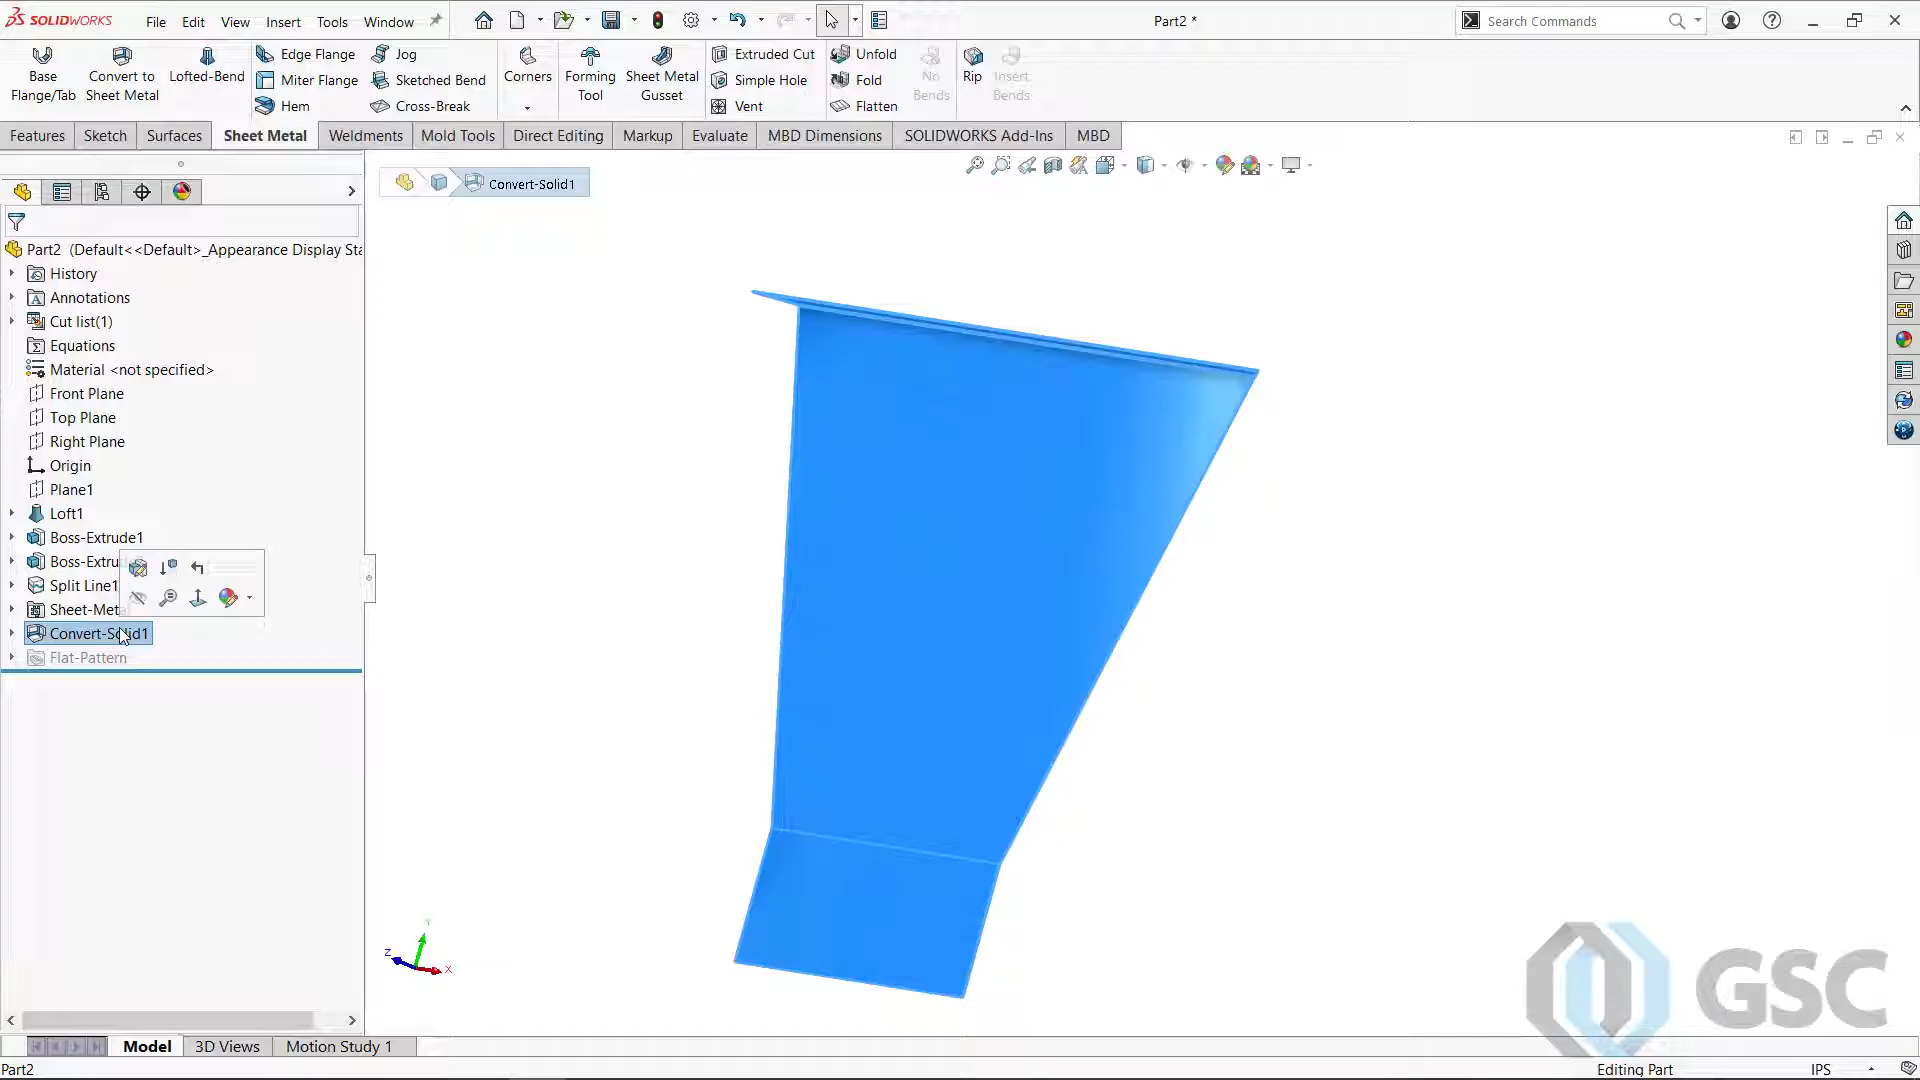 SOLIDWORKS File Edit View Insert Tools Window Part2 * Search Commands
Base Flange/Tab
Convert to Sheet Metal
Lofted-Bend
Edge Flange
Miter Flange
Hem
Jog
Sketched Bend
Cross-Break
Corners
Forming Tool
Sheet Metal Gusset
Extruded Cut
Simple Hole
Vent
Unfold
Fold
Flatten
No Bends
Rip
Insert Bends
Features Sketch Surfaces Sheet Metal Weldments Mold Tools Direct Editing Markup Evaluate MBD Dimensions SOLIDWORKS Add-Ins MBD
Convert-Solid1
Part2 (Default<<Default>_Appearance Display Sta
History
Annotations
Cut list(1)
Equations
Material <not specified>
Front Plane
Top Plane
Right Plane
Origin
Plane1
Loft1
Boss-Extrude1
Boss-Extru
Split Line1
Sheet-Meta
Convert-Solid1
Flat-Pattern
Y
Z
X
GSC
Model 3D Views Motion Study 1
Part2 Editing Part IPS